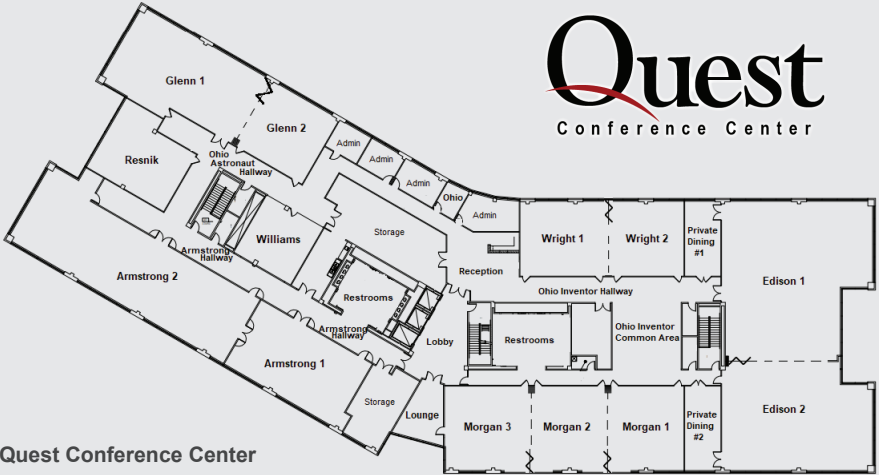 Quest
Conference Center
Glenn 1
Glenn 2
Admin
Admin
Admin
Ohio
Admin
Resnik
Ohio
Astronaut
Hallway
Williams
Storage
Wright 1
Wright 2
Private
Dining
#1
Armstrong
Hallway
Armstrong 2
Reception
Edison 1
Ohio Inventor Hallway
Restrooms
Armstrong
Hallway
Lobby
Restrooms
Ohio Inventor
Common Area
Armstrong 1
Storage
Lounge
Morgan 3
Morgan 2
Morgan 1
Private
Dining
#2
Edison 2
Quest Conference Center